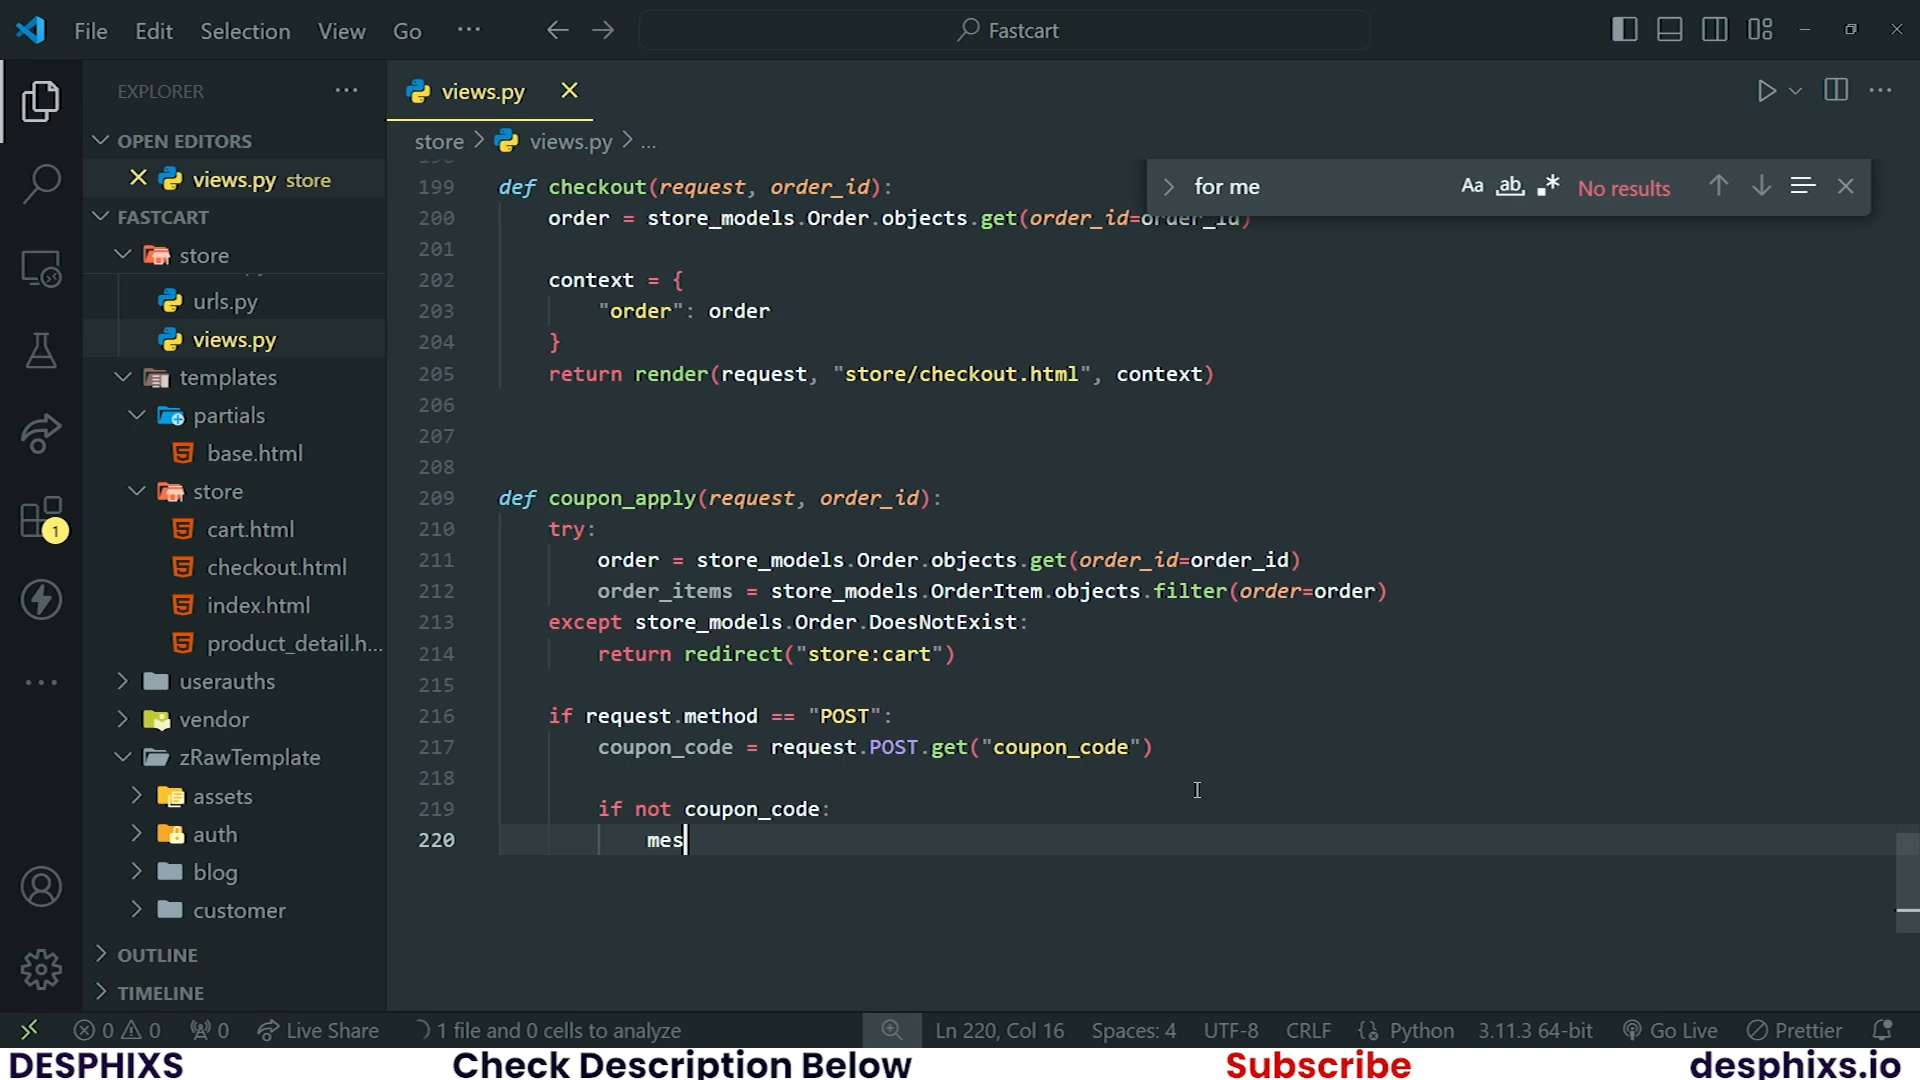 File Edit Selection View Go ··· Fastcart
EXPLORER ···
OPEN EDITORS
views.py store
FASTCART
store
urls.py
views.py
templates
partials
base.html
store
cart.html
checkout.html
index.html
product_detail.h...
userauths
vendor
zRawTemplate
assets
auth
blog
customer
OUTLINE
TIMELINE
1
views.py
store > views.py > ...
for me Aa ab .* No results
199 def checkout(request, order_id):
200 order = store_models.Order.objects.get(order_id=order_id)
201
202 context = {
203 "order": order
204 }
205 return render(request, "store/checkout.html", context)
206
207
208
209 def coupon_apply(request, order_id):
210 try:
211 order = store_models.Order.objects.get(order_id=order_id)
212 order_items = store_models.OrderItem.objects.filter(order=order)
213 except store_models.Order.DoesNotExist:
214 return redirect("store:cart")
215
216 if request.method == "POST":
217 coupon_code = request.POST.get("coupon_code")
218
219 if not coupon_code:
220 mes
0 0 0 Live Share 1 file and 0 cells to analyze Ln 220, Col 16 Spaces: 4 UTF-8 CRLF Python 3.11.3 64-bit Go Live Prettier
DESPHIXS Check Description Below Subscribe desphixs.io